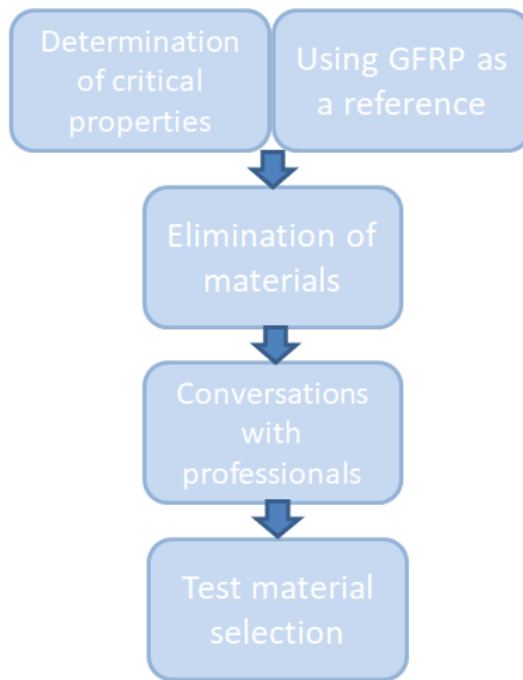 Determination
of critical
properties
Using GFRP as
a reference
Elimination of
materials
Conversations
with
professionals
Test material
selection